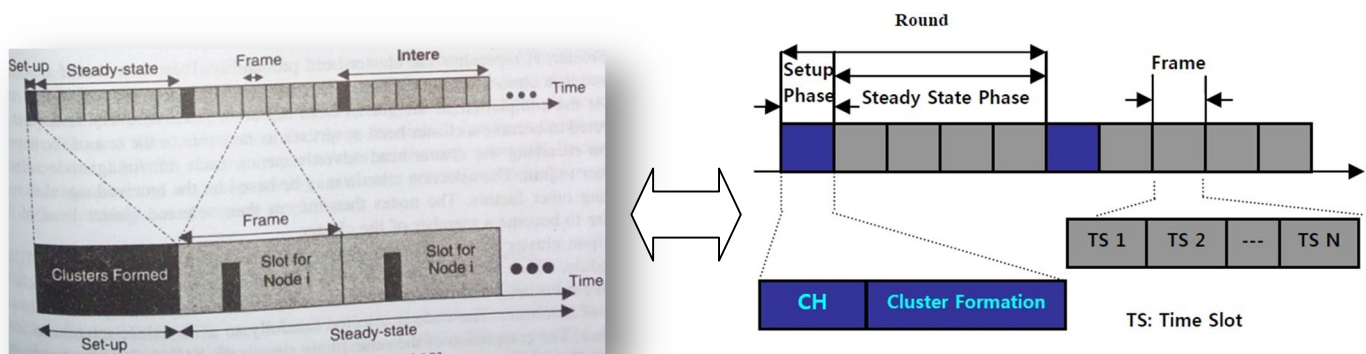 Set-up
Steady-state
Frame
Intere
Time
Frame
Clusters Formed
Slot for
Node i
Slot for
Node i
Time
Set-up
Steady-state
Round
Setup
Phase
Steady State Phase
Frame
TS 1 TS 2 --- TS N
CH Cluster Formation
TS: Time Slot